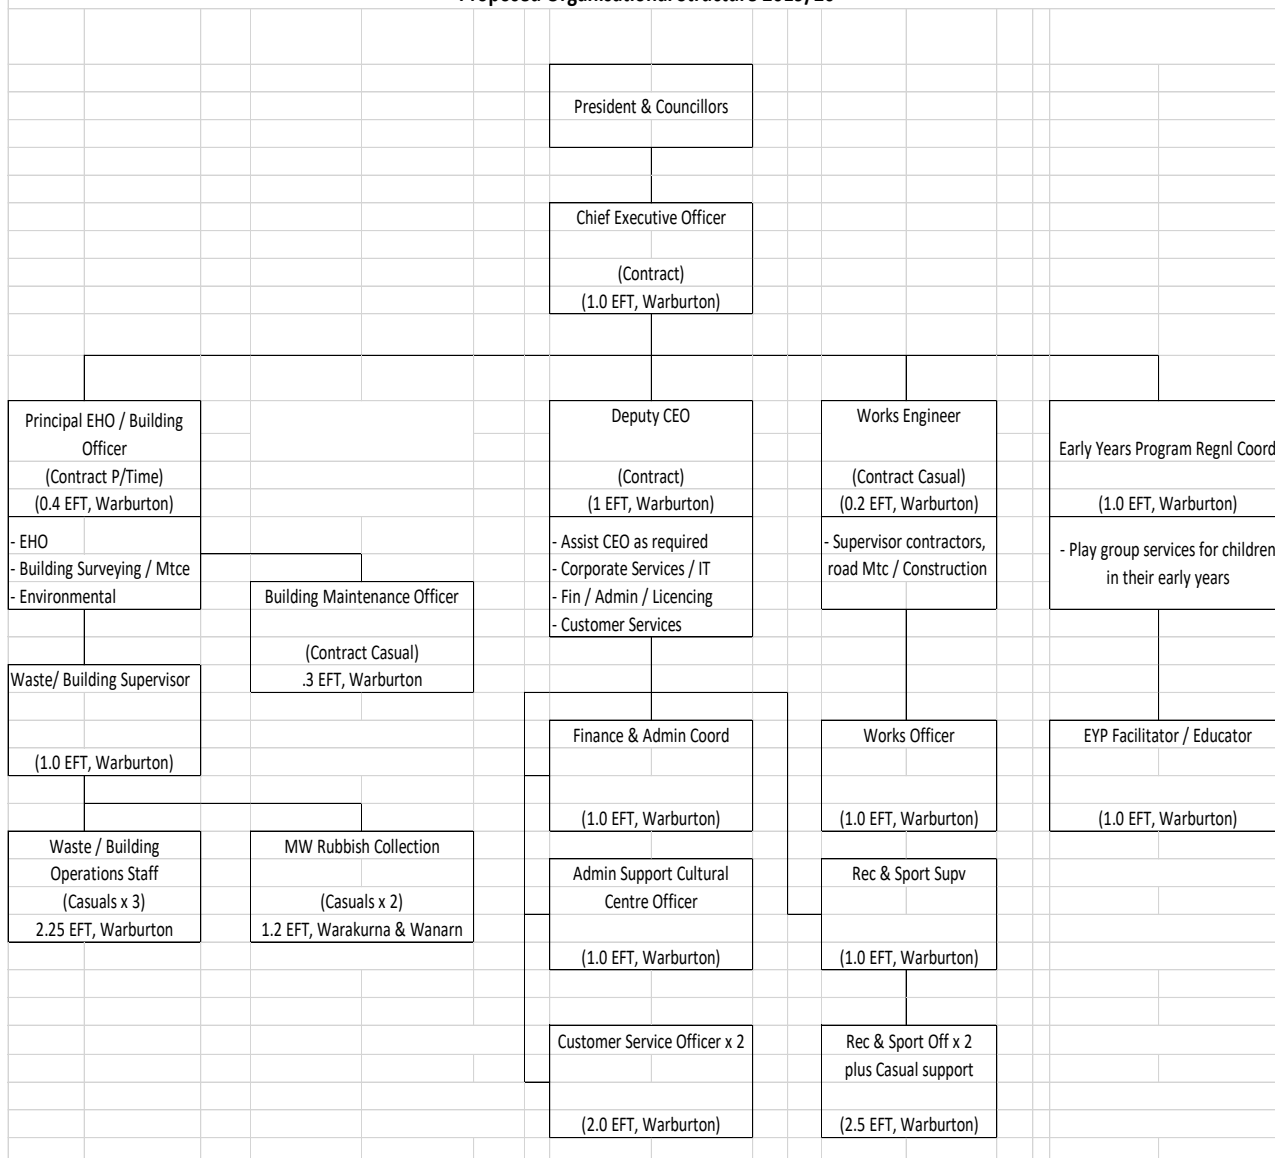 President & Councillors
Chief Executive Officer
(Contract)
(1.0 EFT, Warburton)
Principal EHO / Building
Officer
(Contract P/Time)
(0.4 EFT, Warburton)
- EHO
- Building Surveying / Mtce
- Environmental
Building Maintenance Officer
(Contract Casual)
.3 EFT, Warburton
Waste/ Building Supervisor
(1.0 EFT, Warburton)
Waste / Building
Operations Staff
(Casuals x 3)
2.25 EFT, Warburton
MW Rubbish Collection
(Casuals x 2)
1.2 EFT, Warakurna & Wanarn
Deputy CEO
(Contract)
(1 EFT, Warburton)
- Assist CEO as required
- Corporate Services / IT
- Fin / Admin / Licencing
- Customer Services
Finance & Admin Coord
(1.0 EFT, Warburton)
Admin Support Cultural
Centre Officer
(1.0 EFT, Warburton)
Customer Service Officer x 2
(2.0 EFT, Warburton)
Works Engineer
(Contract Casual)
(0.2 EFT, Warburton)
- Supervisor contractors,
road Mtc / Construction
Works Officer
(1.0 EFT, Warburton)
Rec & Sport Supv
(1.0 EFT, Warburton)
Rec & Sport Off x 2
plus Casual support
(2.5 EFT, Warburton)
Early Years Program Regnl Coord
(1.0 EFT, Warburton)
- Play group services for children
in their early years
EYP Facilitator / Educator
(1.0 EFT, Warburton)